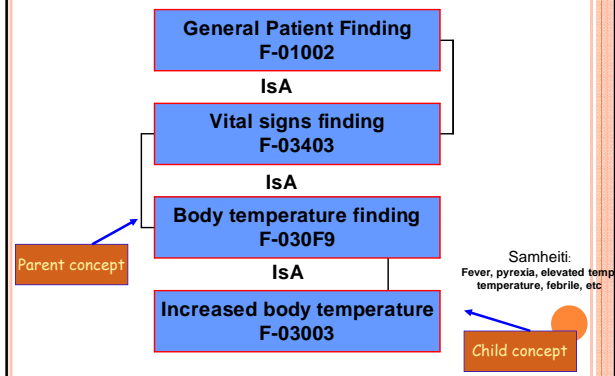 General Patient Finding
F-01002
IsA
Vital signs finding
F-03403
IsA
Body temperature finding
F-030F9
Parent concept
IsA
Samheiti:
Fever, pyrexia, elevated temp
temperature, febrile, etc
Increased body temperature
F-03003
Child concept